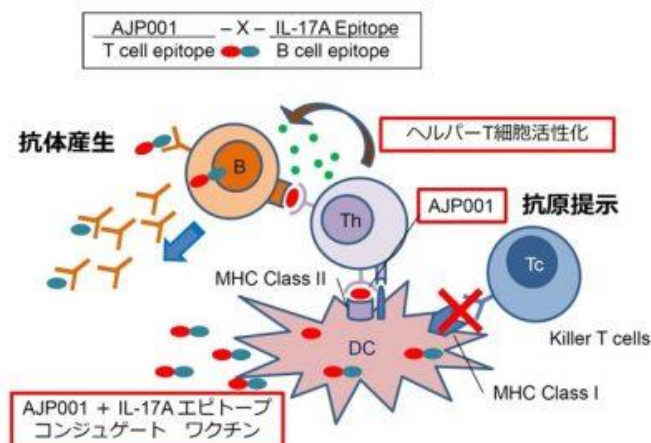 AJP001 – X – IL-17A Epitope
T cell epitope B cell epitope
ヘルパーT細胞活性化
抗体産生
B
AJP001
抗原提示
Th
Tc
MHC Class II
Killer T cells
DC
MHC Class I
AJP001 + IL-17A エピトープ
コンジュゲート ワクチン